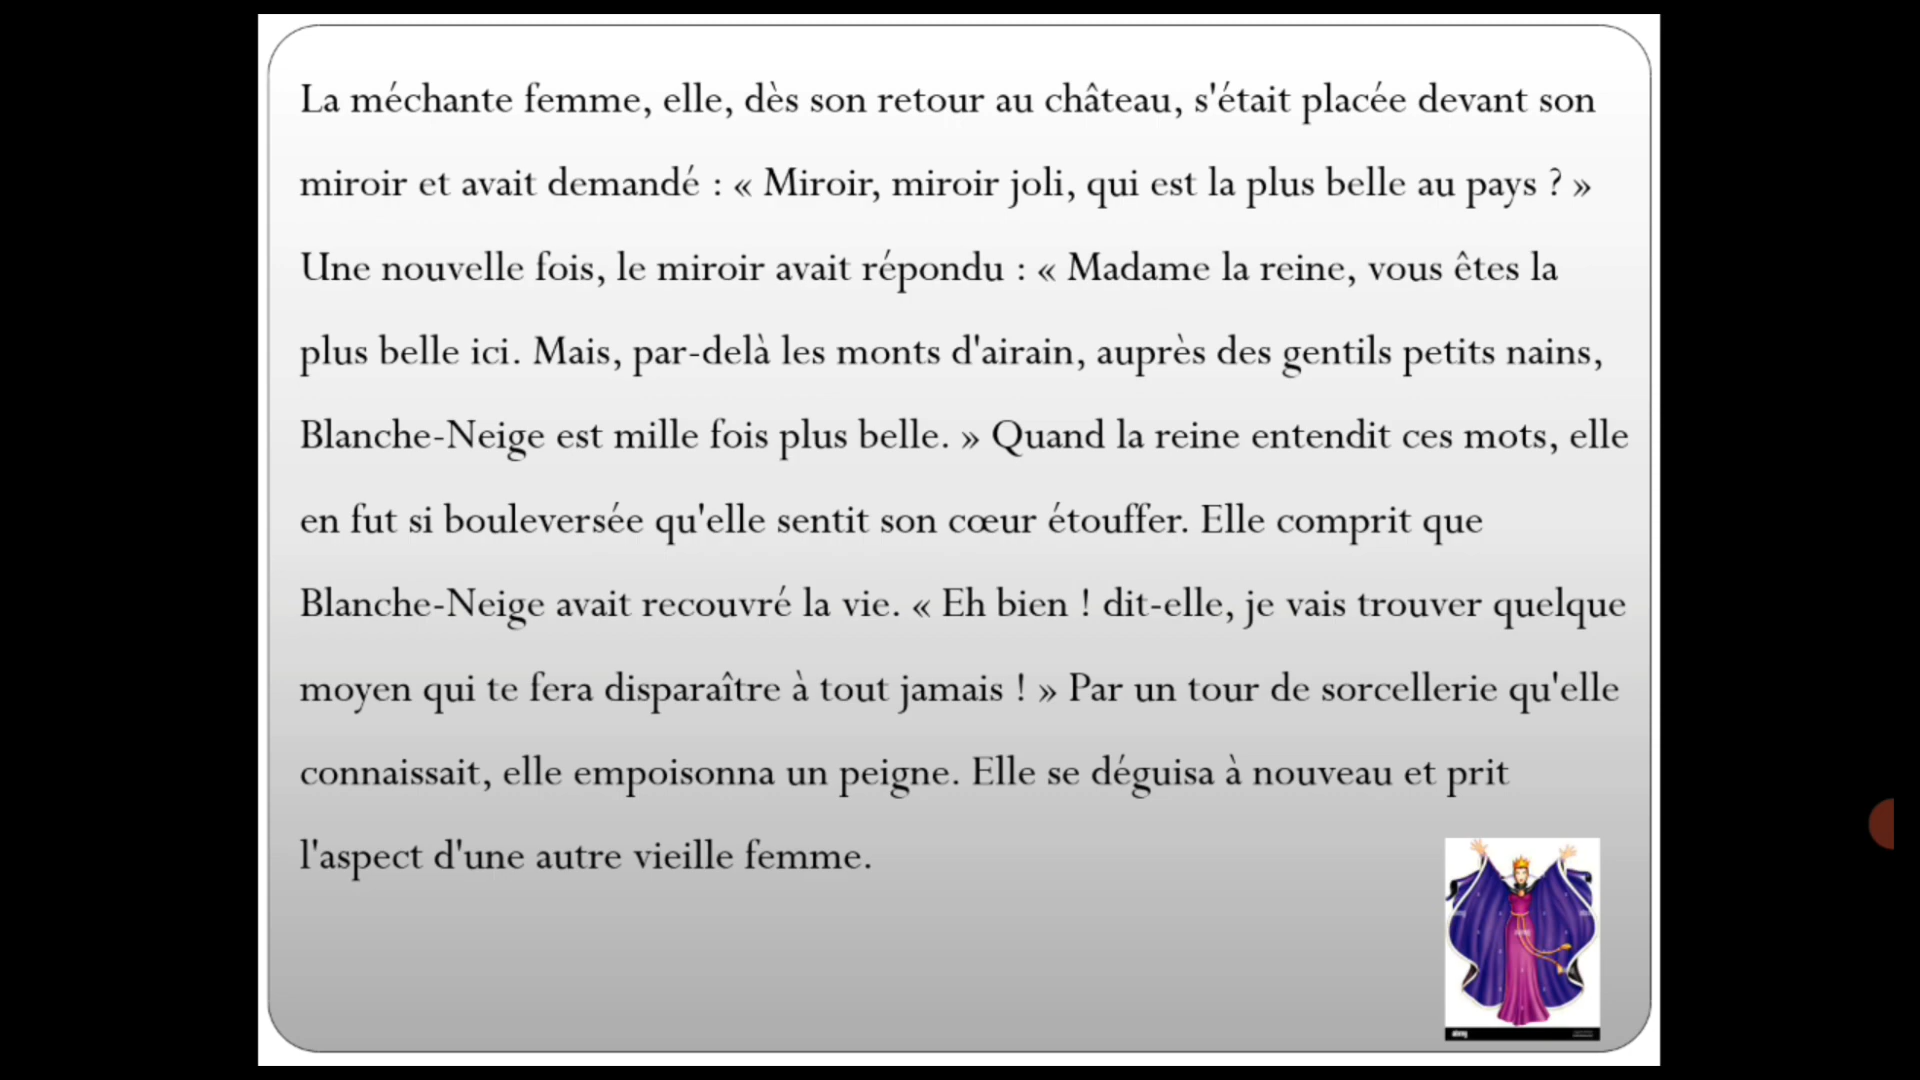 La méchante femme, elle, dès son retour au château, s'était placée devant son
miroir et avait demandé : « Miroir, miroir joli, qui est la plus belle au pays ? »
Une nouvelle fois, le miroir avait répondu : « Madame la reine, vous êtes la
plus belle ici. Mais, par-delà les monts d'airain, auprès des gentils petits nains,
Blanche-Neige est mille fois plus belle. » Quand la reine entendit ces mots, elle
en fut si bouleversée qu'elle sentit son cœur étouffer. Elle comprit que
Blanche-Neige avait recouvré la vie. « Eh bien ! dit-elle, je vais trouver quelque
moyen qui te fera disparaître à tout jamais ! » Par un tour de sorcellerie qu'elle
connaissait, elle empoisonna un peigne. Elle se déguisa à nouveau et prit
l'aspect d'une autre vieille femme.